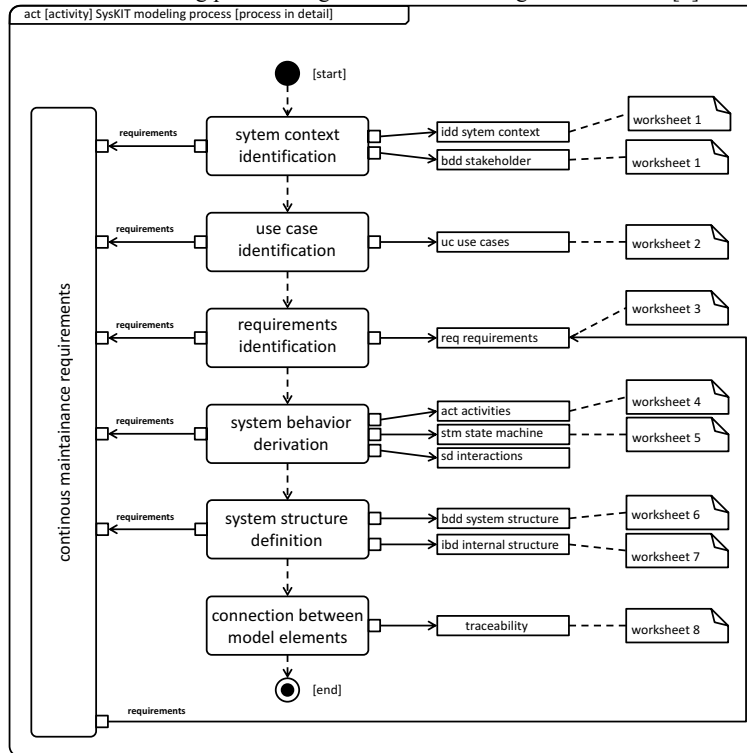 act [activity] SysKIT modeling process [process in detail]
[start]
continous maintainance requirements
requirements
sytem context
identification
idd sytem context
bdd stakeholder
worksheet 1
worksheet 1
requirements
use case
identification
uc use cases
worksheet 2
requirements
requirements
identification
req requirements
worksheet 3
requirements
system behavior
derivation
act activities
stm state machine
sd interactions
worksheet 4
worksheet 5
requirements
system structure
definition
bdd system structure
ibd internal structure
worksheet 6
worksheet 7
connection between
model elements
traceability
worksheet 8
[end]
requirements